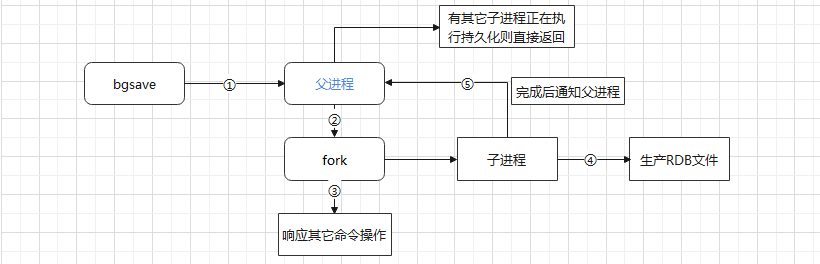 有其它子进程正在执
行持久化则直接返回
bgsave
①
父进程
⑤
完成后通知父进程
②
fork
子进程
④
生产RDB文件
③
响应其它命令操作